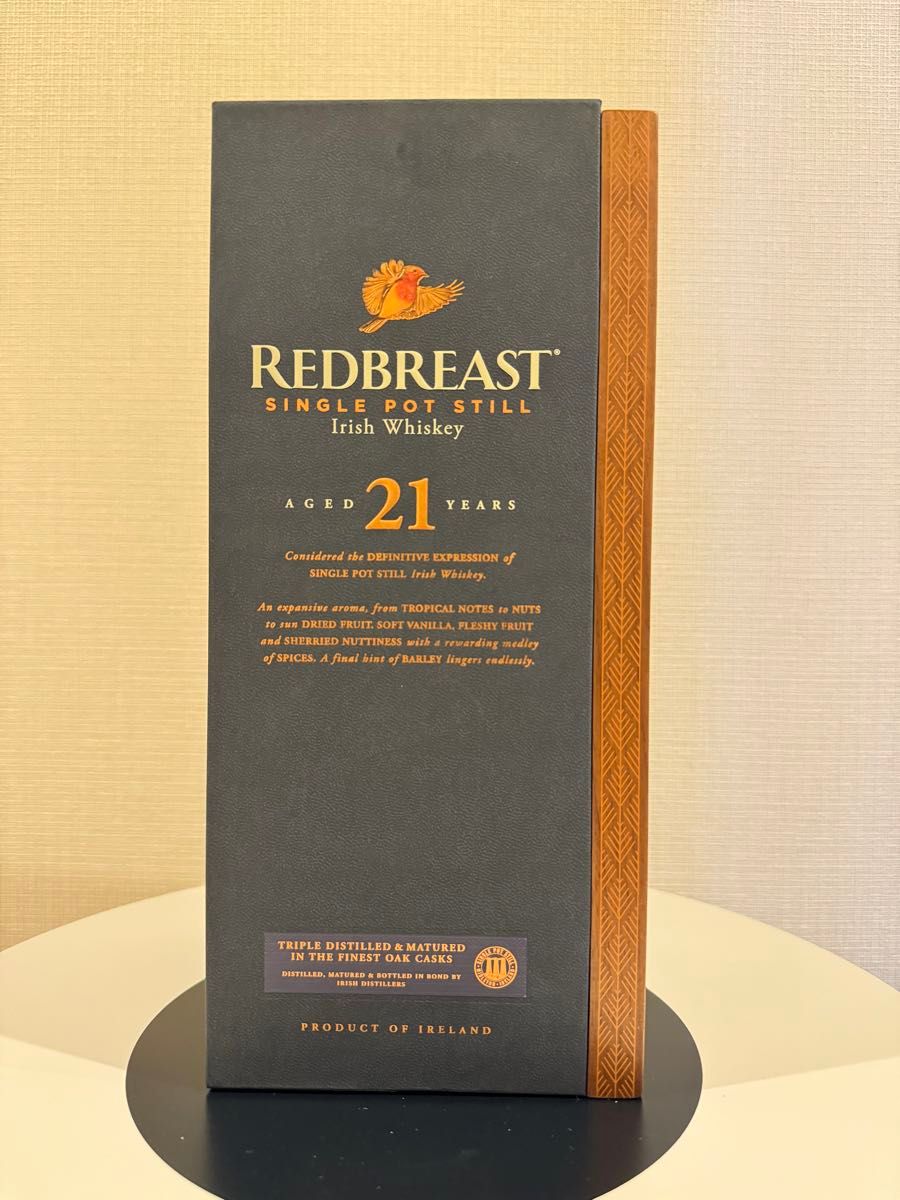 REDBREAST®
SINGLE POT STILL
Irish Whiskey
AGED 21 YEARS
Considered the DEFINITIVE EXPRESSION of
SINGLE POT STILL Irish Whiskey.
An expansive aroma, from TROPICAL NOTES to NUTS
to sun DRIED FRUIT. SOFT VANILLA, FLESHY FRUIT
and SHERRIED NUTTINESS with a rewarding medley
of SPICES. A final hint of BARLEY lingers endlessly.
TRIPLE DISTILLED & MATURED
IN THE FINEST OAK CASKS
DISTILLED, MATURED & BOTTLED IN BOND BY
IRISH DISTILLERS
PRODUCT OF IRELAND